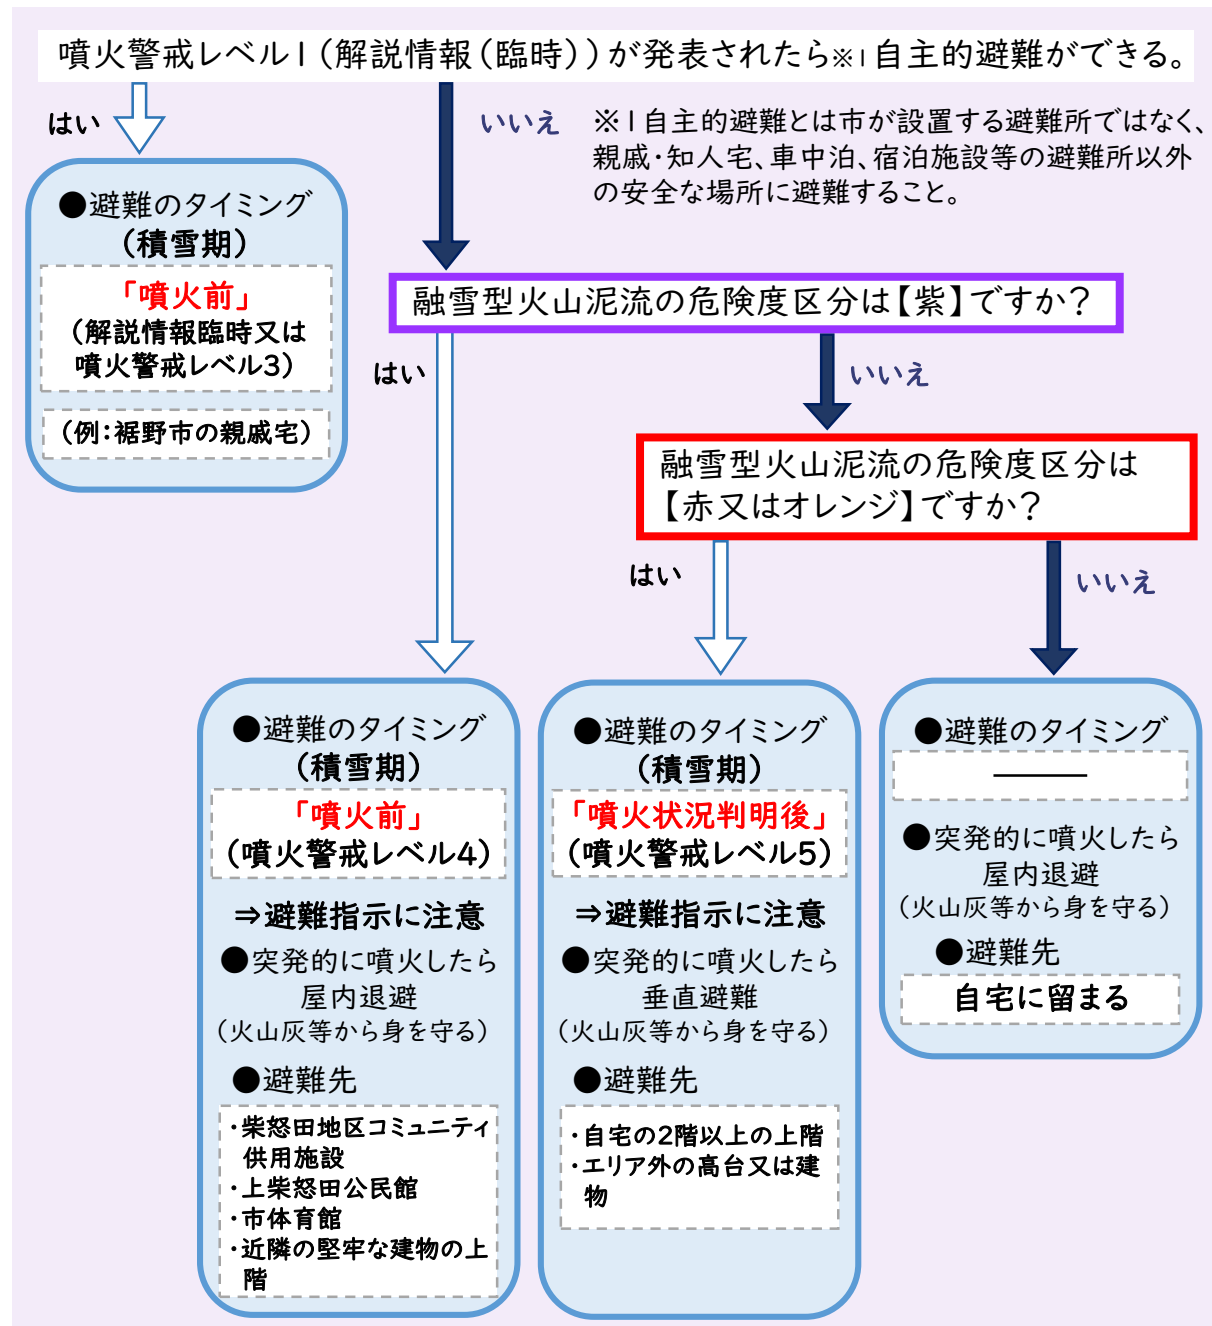 噴火警戒レベル1(解説情報(臨時))が発表されたら※1自主的避難ができる。
はい
いいえ
※1自主的避難とは市が設置する避難所ではなく、
親戚・知人宅、車中泊、宿泊施設等の避難所以外
の安全な場所に避難すること。
●避難のタイミング
(積雪期)
「噴火前」
(解説情報臨時又は
噴火警戒レベル3)
(例:裾野市の親戚宅)
融雪型火山泥流の危険度区分は【紫】ですか?
はい
いいえ
融雪型火山泥流の危険度区分は
【赤又はオレンジ】ですか?
はい
いいえ
●避難のタイミング
(積雪期)
「噴火前」
(噴火警戒レベル4)
⇒避難指示に注意
●突発的に噴火したら
屋内退避
(火山灰等から身を守る)
●避難先
・柴怒田地区コミュニティ
供用施設
・上柴怒田公民館
・市体育館
・近隣の堅牢な建物の上
階
●避難のタイミング
(積雪期)
「噴火状況判明後」
(噴火警戒レベル5)
⇒避難指示に注意
●突発的に噴火したら
垂直避難
(火山灰等から身を守る)
●避難先
・自宅の2階以上の上階
・エリア外の高台又は建
物
●避難のタイミング
―――
●突発的に噴火したら
屋内退避
(火山灰等から身を守る)
●避難先
自宅に留まる